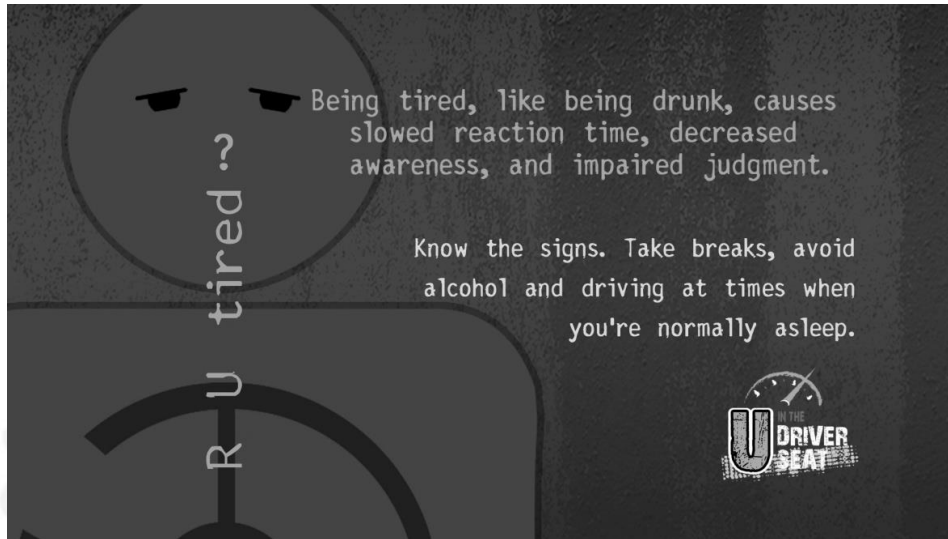 R U tired ?
Being tired, like being drunk, causes
slowed reaction time, decreased
awareness, and impaired judgment.
Know the signs. Take breaks, avoid
alcohol and driving at times when
you're normally asleep.
U IN THE
DRIVER
SEAT